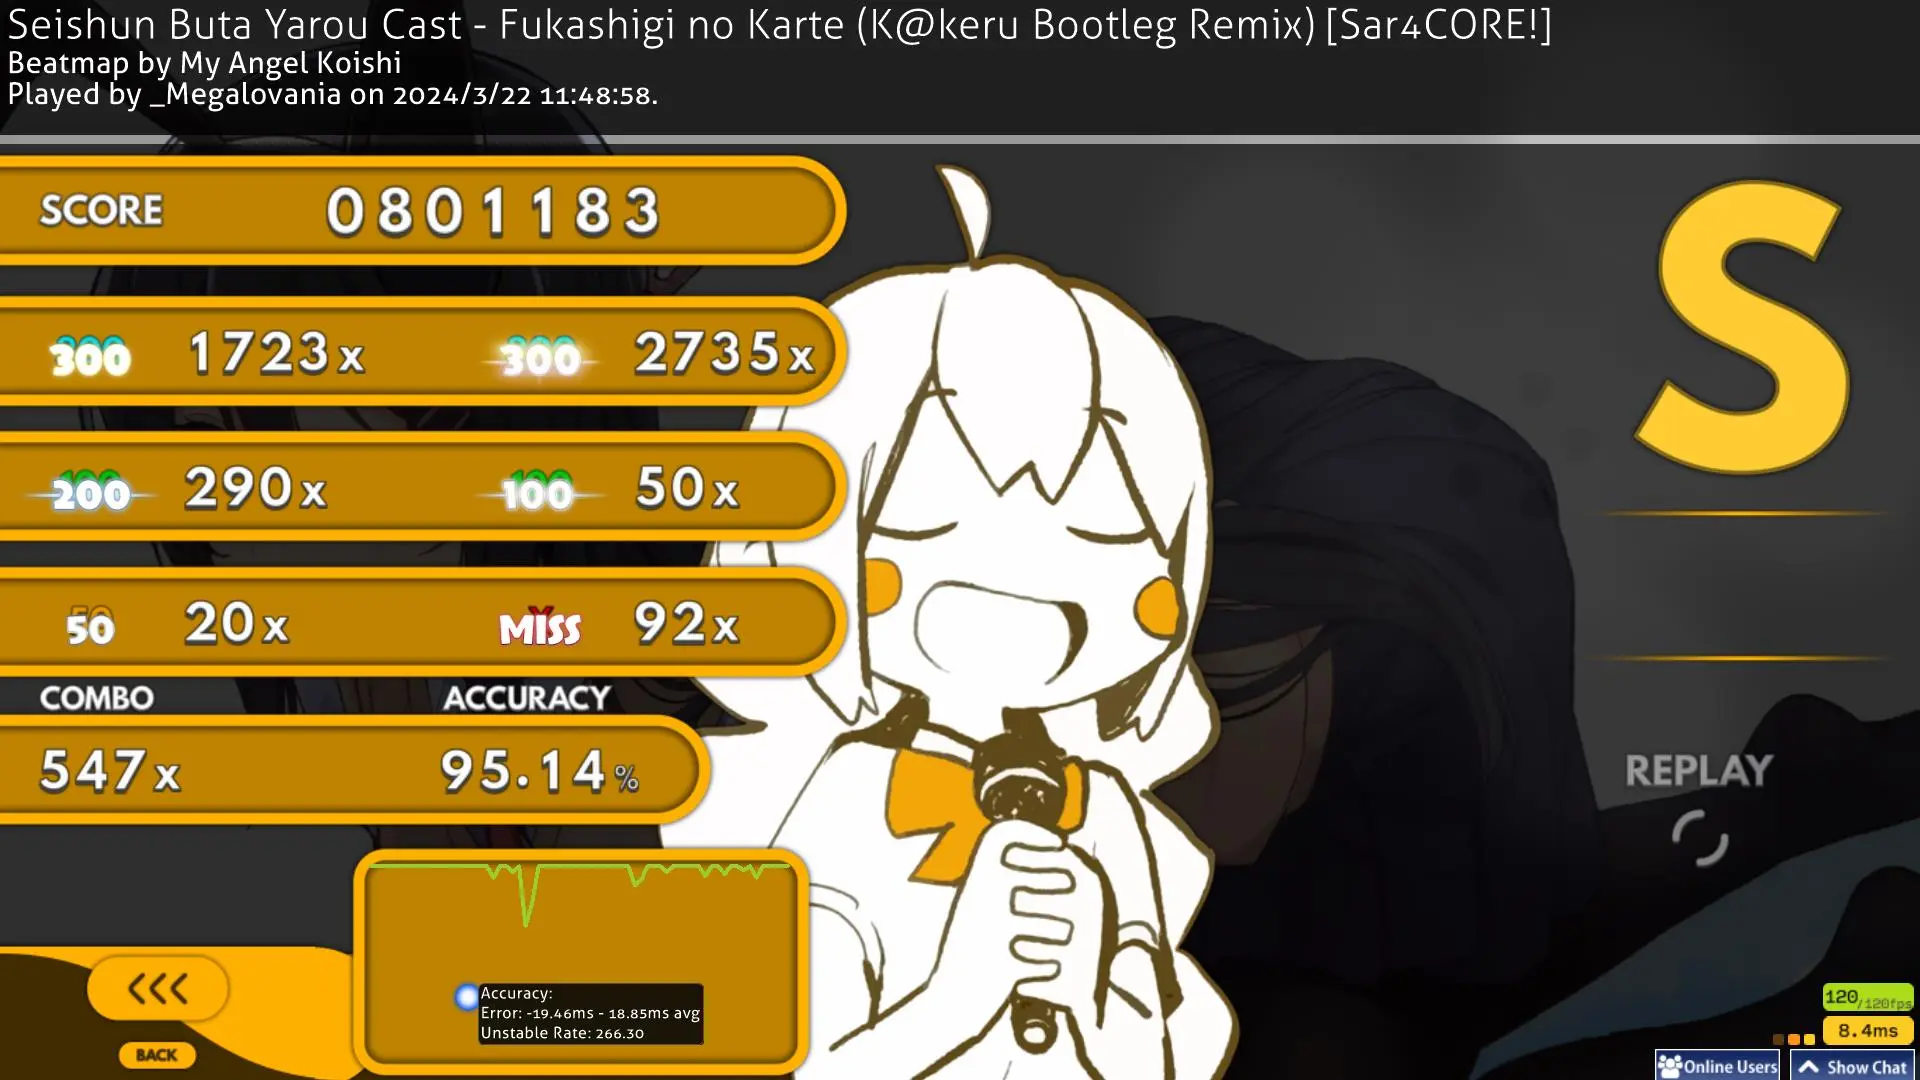 Seishun Buta Yarou Cast - Fukashigi no Karte (K@keru Bootleg Remix) [Sar4CORE!]
Beatmap by My Angel Koishi
Played by _Megalovania on 2024/3/22 11:48:58.
SCORE 0801183
300 1723x 300 2735x
200 290x 100 50x
50 20x MISS 92x
COMBO ACCURACY
547x 95.14%
REPLAY
Accuracy:
Error: -19.46ms - 18.85ms avg
Unstable Rate: 266.30
BACK
120/120fps
8.4ms
Online Users Show Chat
S